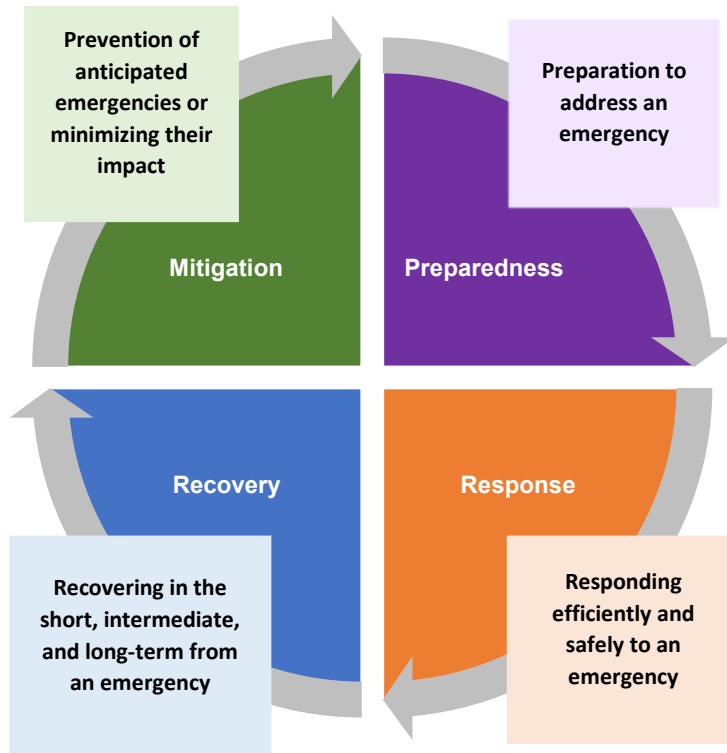 Prevention of
anticipated
emergencies or
minimizing their
impact
Preparation to
address an
emergency
Mitigation
Preparedness
Recovery
Response
Recovering in the
short, intermediate,
and long-term from
an emergency
Responding
efficiently and
safely to an
emergency